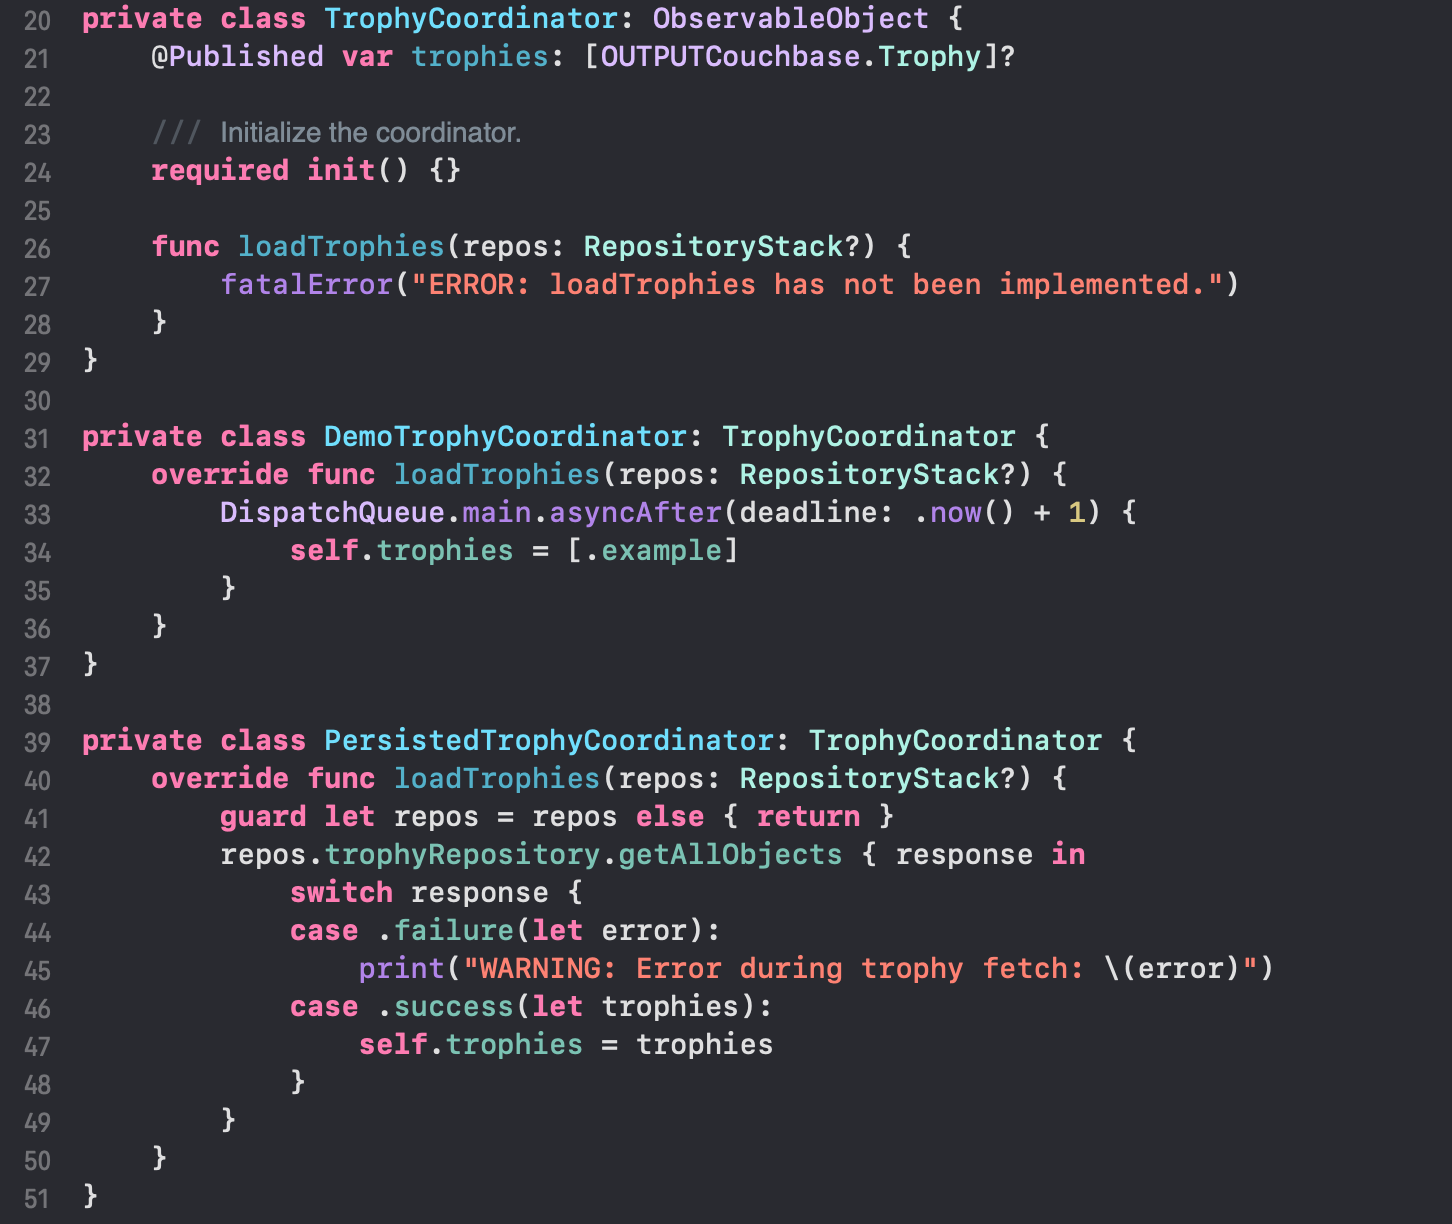 20 private class TrophyCoordinator: ObservableObject {
21     @Published var trophies: [OUTPUTCouchbase.Trophy]?
22
23     /// Initialize the coordinator.
24     required init() {}
25
26     func loadTrophies(repos: RepositoryStack?) {
27         fatalError("ERROR: loadTrophies has not been implemented.")
28     }
29 }
30
31 private class DemoTrophyCoordinator: TrophyCoordinator {
32     override func loadTrophies(repos: RepositoryStack?) {
33         DispatchQueue.main.asyncAfter(deadline: .now() + 1) {
34             self.trophies = [.example]
35         }
36     }
37 }
38
39 private class PersistedTrophyCoordinator: TrophyCoordinator {
40     override func loadTrophies(repos: RepositoryStack?) {
41         guard let repos = repos else { return }
42         repos.trophyRepository.getAllObjects { response in
43             switch response {
44             case .failure(let error):
45                 print("WARNING: Error during trophy fetch: \(error)")
46             case .success(let trophies):
47                 self.trophies = trophies
48             }
49         }
50     }
51 }